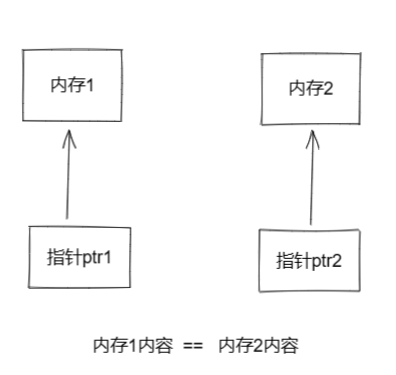 内存1 内存2
指针ptr1 指针ptr2
内存1内容 == 内存2内容